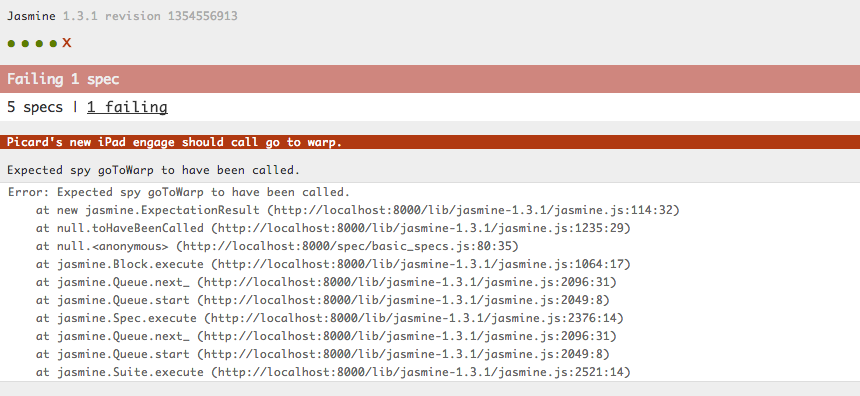 Jasmine 1.3.1 revision 1354556913
● ● ● ● X
Failing 1 spec
5 specs | 1 failing
Picard's new iPad engage should call go to warp.
Expected spy goToWarp to have been called.
Error: Expected spy goToWarp to have been called.
    at new jasmine.ExpectationResult (http://localhost:8000/lib/jasmine-1.3.1/jasmine.js:114:32)
    at null.toHaveBeenCalled (http://localhost:8000/lib/jasmine-1.3.1/jasmine.js:1235:29)
    at null.<anonymous> (http://localhost:8000/spec/basic_specs.js:80:35)
    at jasmine.Block.execute (http://localhost:8000/lib/jasmine-1.3.1/jasmine.js:1064:17)
    at jasmine.Queue.next_ (http://localhost:8000/lib/jasmine-1.3.1/jasmine.js:2096:31)
    at jasmine.Queue.start (http://localhost:8000/lib/jasmine-1.3.1/jasmine.js:2049:8)
    at jasmine.Spec.execute (http://localhost:8000/lib/jasmine-1.3.1/jasmine.js:2376:14)
    at jasmine.Queue.next_ (http://localhost:8000/lib/jasmine-1.3.1/jasmine.js:2096:31)
    at jasmine.Queue.start (http://localhost:8000/lib/jasmine-1.3.1/jasmine.js:2049:8)
    at jasmine.Suite.execute (http://localhost:8000/lib/jasmine-1.3.1/jasmine.js:2521:14)